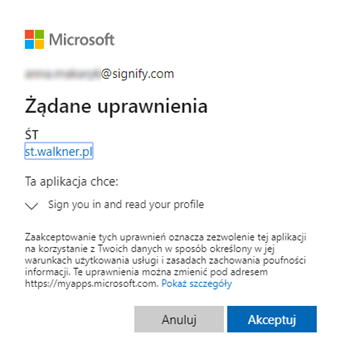 Microsoft
@signify.com
Żądane uprawnienia
ŚT
st.walkner.pl
Ta aplikacja chce:
Sign you in and read your profile
Zaakceptowanie tych uprawnień oznacza zezwolenie tej aplikacji
na korzystanie z Twoich danych w sposób określony w jej
warunkach użytkowania usługi i zasadach zachowania poufności
informacji. Te uprawnienia można zmienić pod adresem
https://myapps.microsoft.com. Pokaż szczegóły
Anuluj
Akceptuj